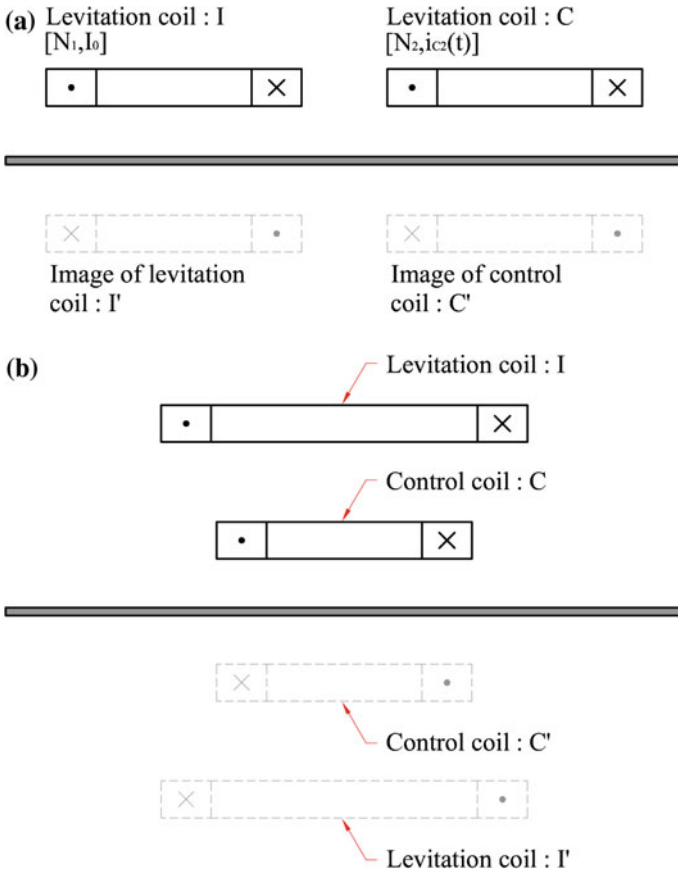 (a)
Levitation coil : I
[N₁,I₀]
Levitation coil : C
[N₂,ic₂(t)]
Image of levitation
coil : I'
Image of control
coil : C'
(b)
Levitation coil : I
Control coil : C
Control coil : C'
Levitation coil : I'